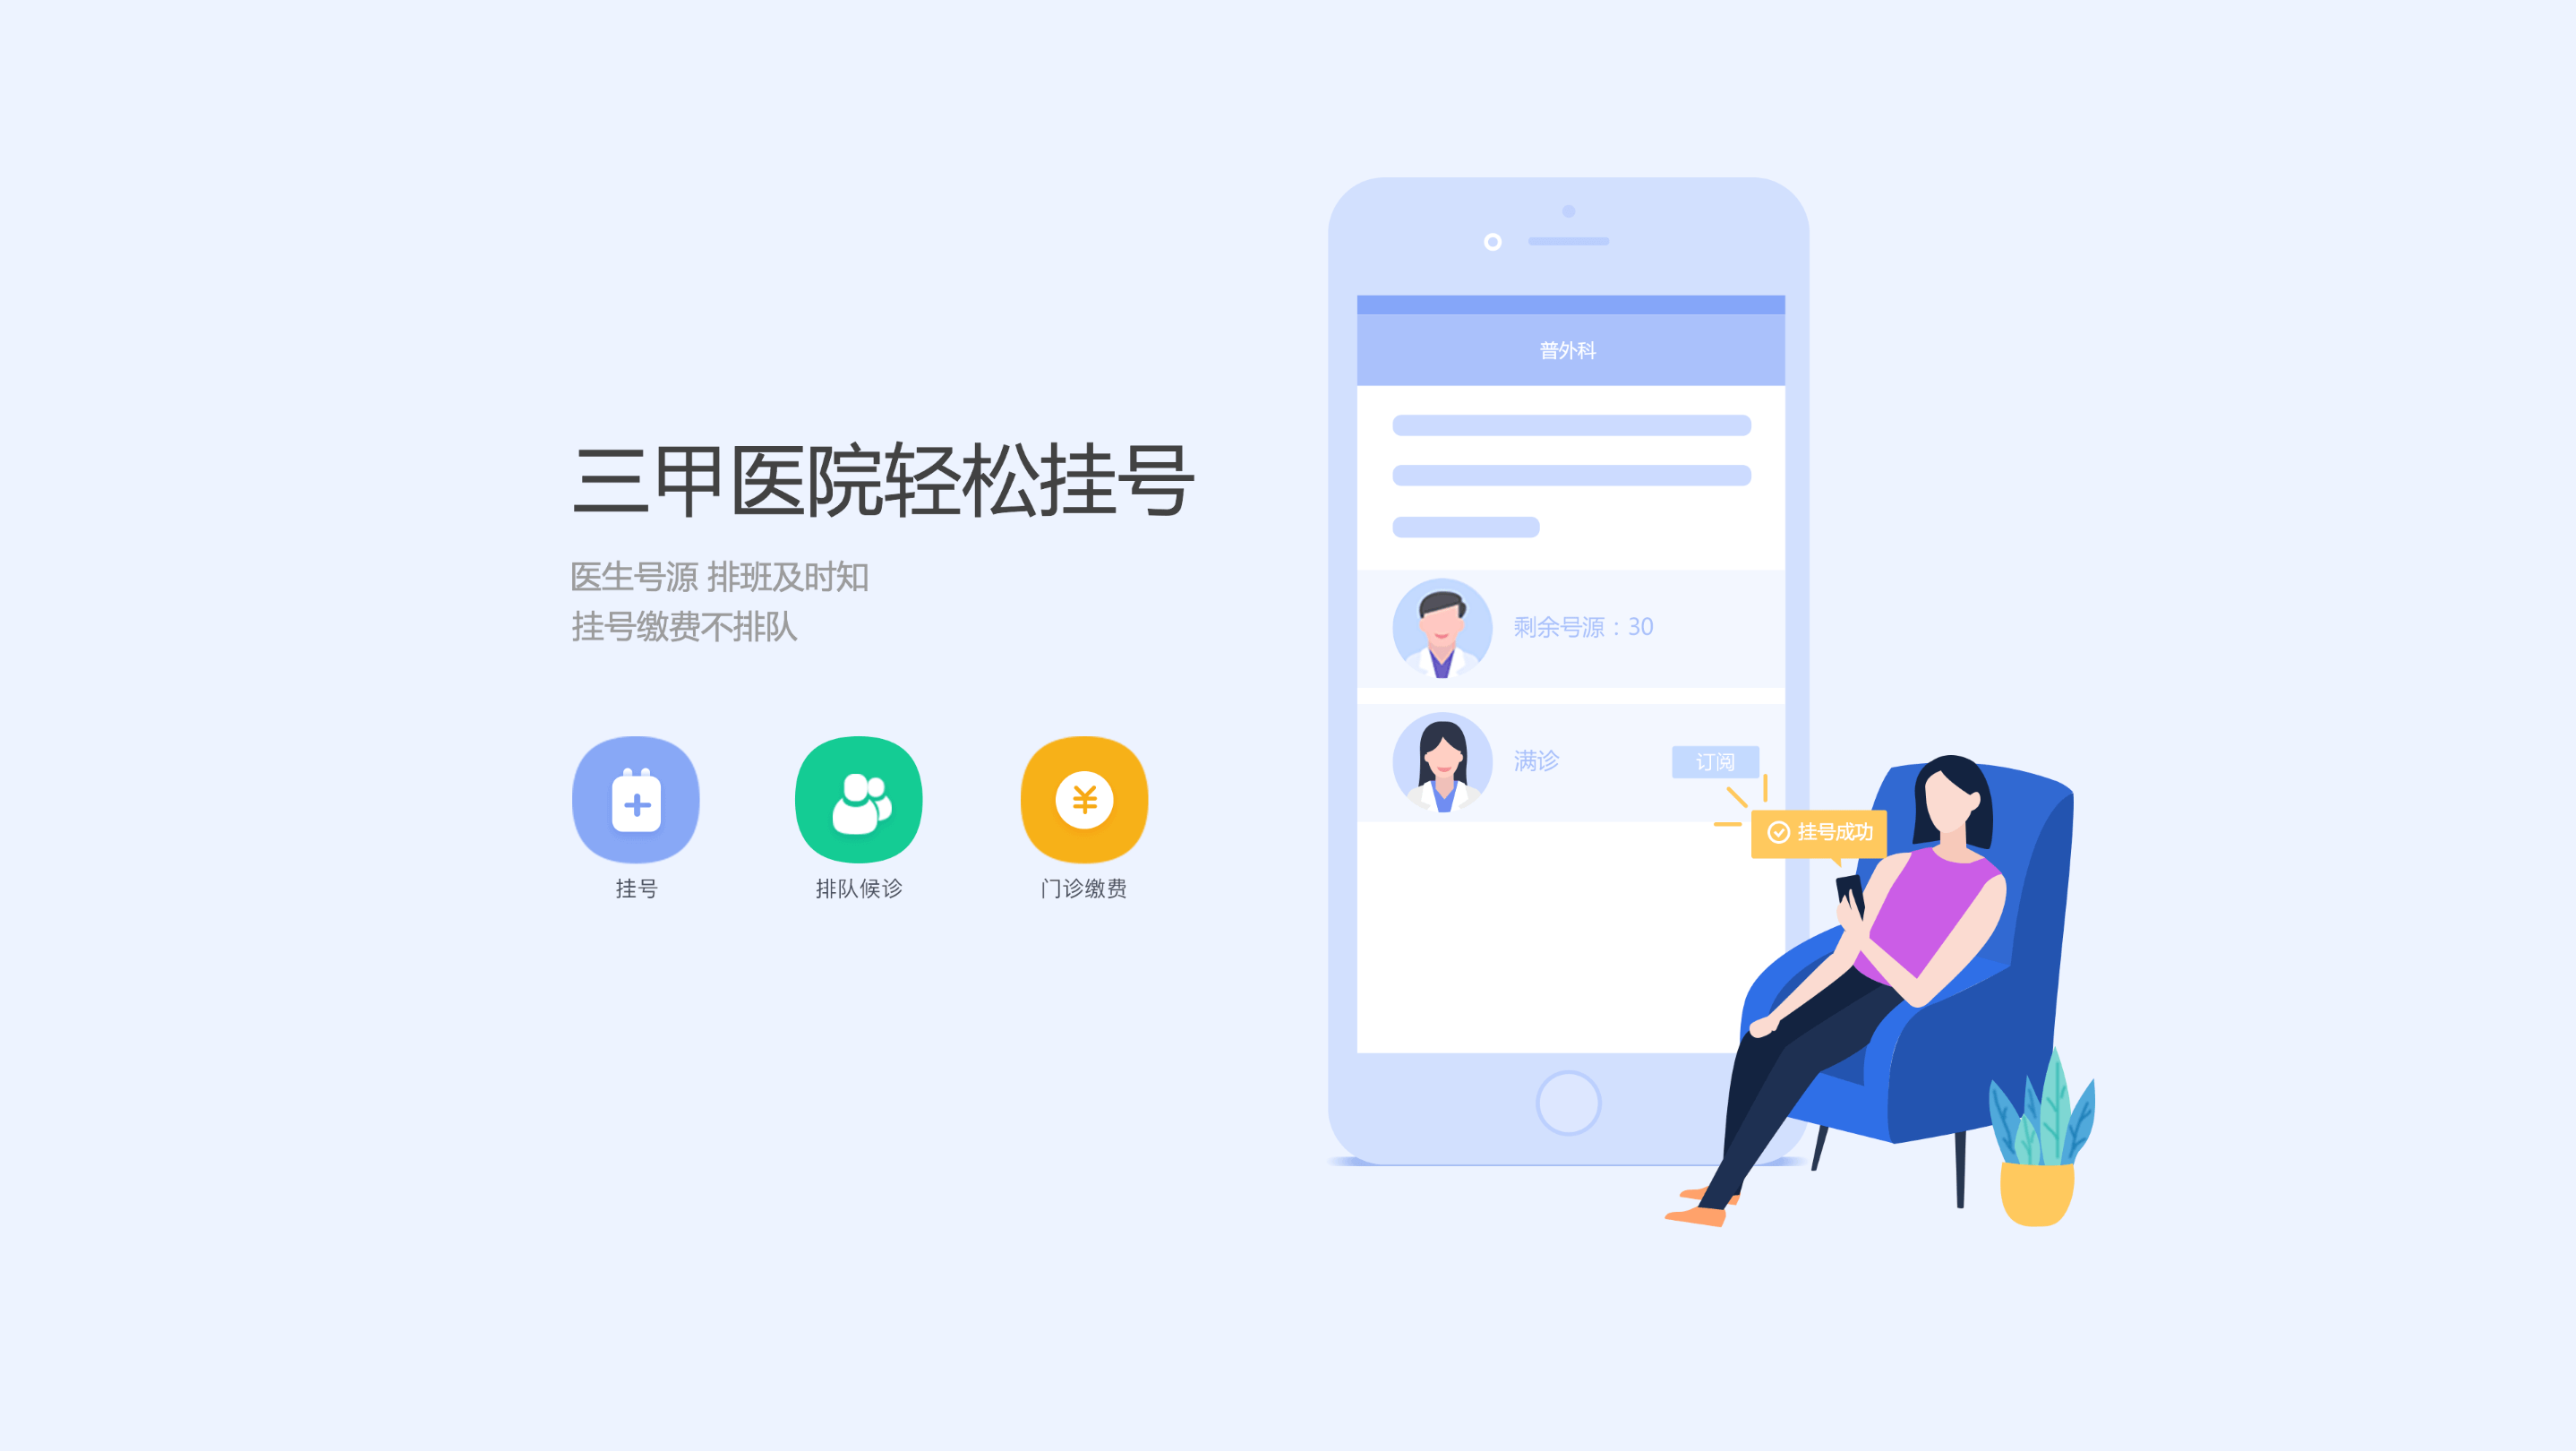 三甲医院轻松挂号
医生号源 排班及时知
挂号缴费不排队
挂号
排队候诊
门诊缴费
普外科
剩余号源：30
满诊
订阅
挂号成功